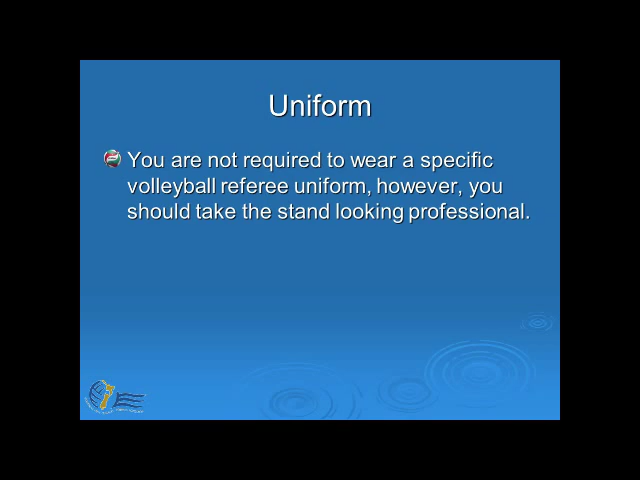 Uniform
You are not required to wear a specific
volleyball referee uniform, however, you
should take the stand looking professional.